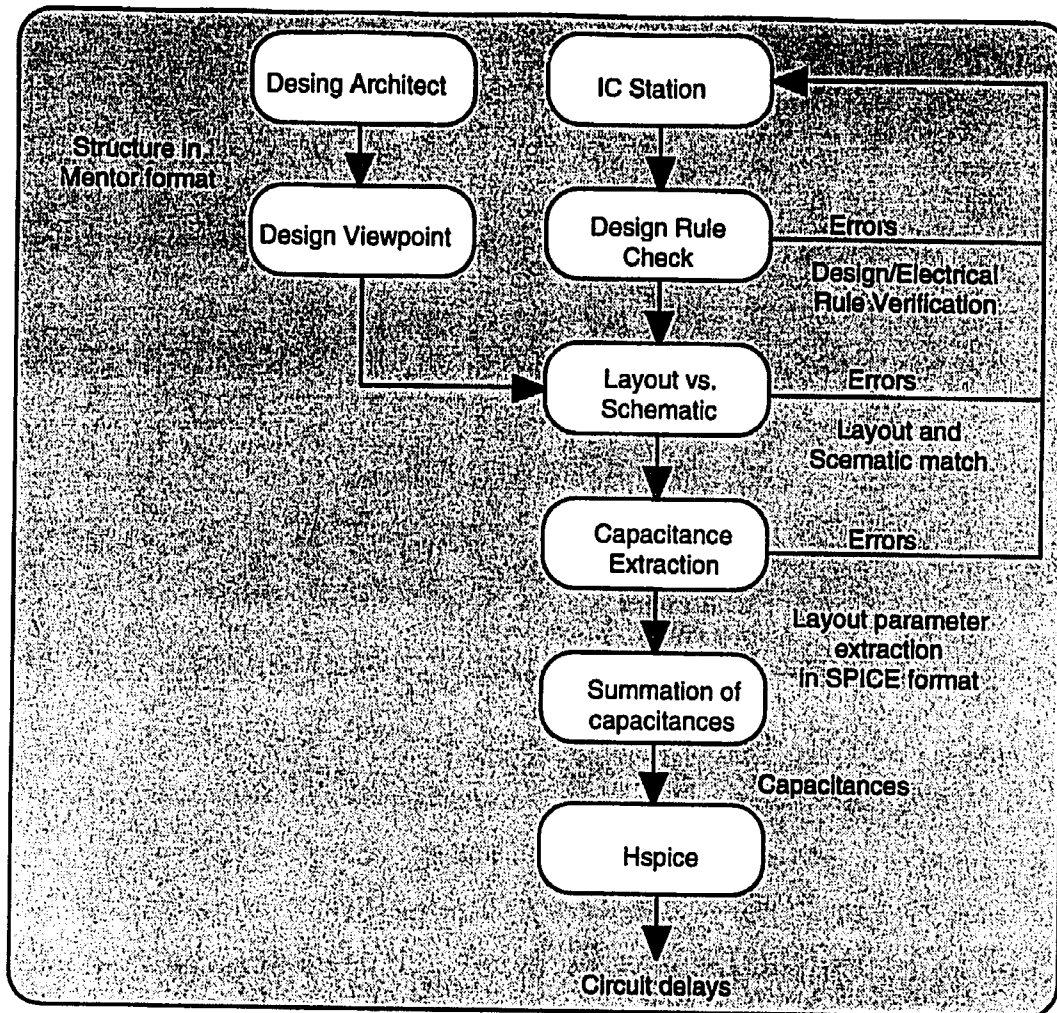 Desing Architect
IC Station
Structure in
Mentor format
Design Viewpoint
Design Rule
Check
Errors
Design/Electrical
Rule Verification
Layout vs.
Schematic
Errors
Layout and
Scematic match
Capacitance
Extraction
Errors
Layout parameter
extraction
in SPICE format
Summation of
capacitances
Capacitances
Hspice
Circuit delays